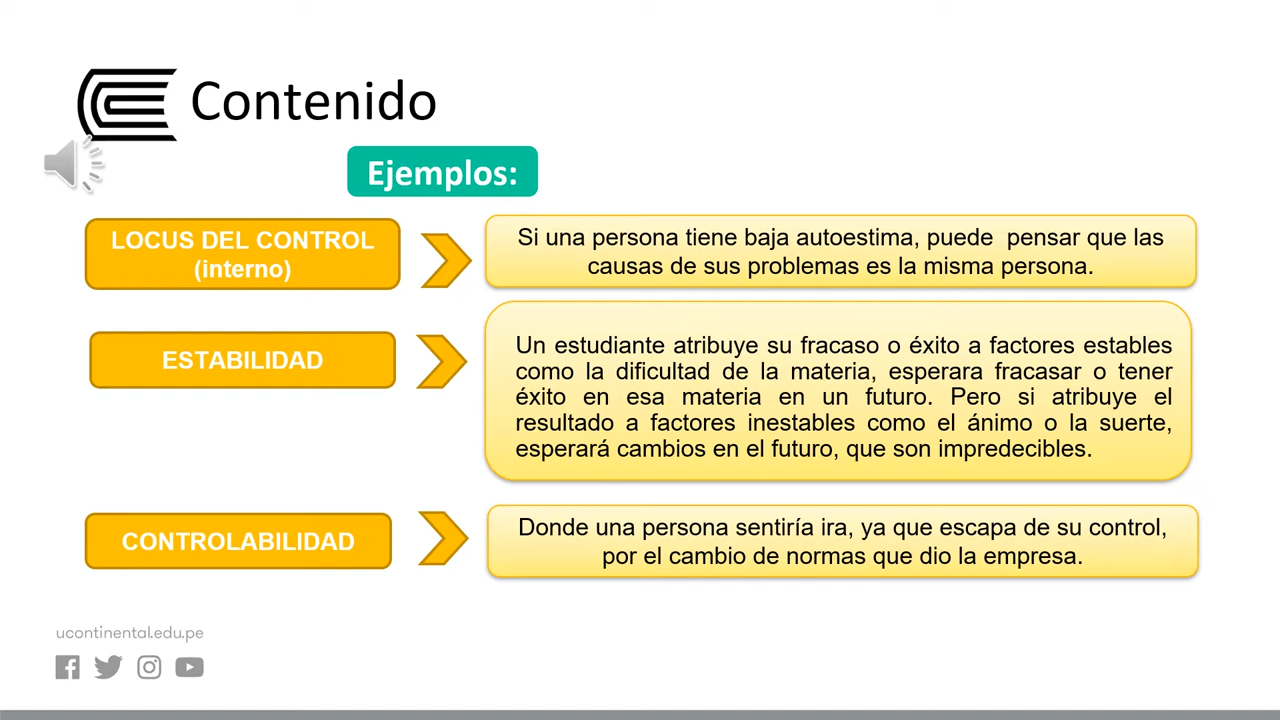 Contenido
Ejemplos:
LOCUS DEL CONTROL
(interno)
Si una persona tiene baja autoestima, puede  pensar que las
causas de sus problemas es la misma persona.
ESTABILIDAD
Un estudiante atribuye su fracaso o éxito a factores estables
como la dificultad de la materia, esperara fracasar o tener
éxito en esa materia en un futuro. Pero si atribuye el
resultado a factores inestables como el ánimo o la suerte,
esperará cambios en el futuro, que son impredecibles.
CONTROLABILIDAD
Donde una persona sentiría ira, ya que escapa de su control,
por el cambio de normas que dio la empresa.
ucontinental.edu.pe